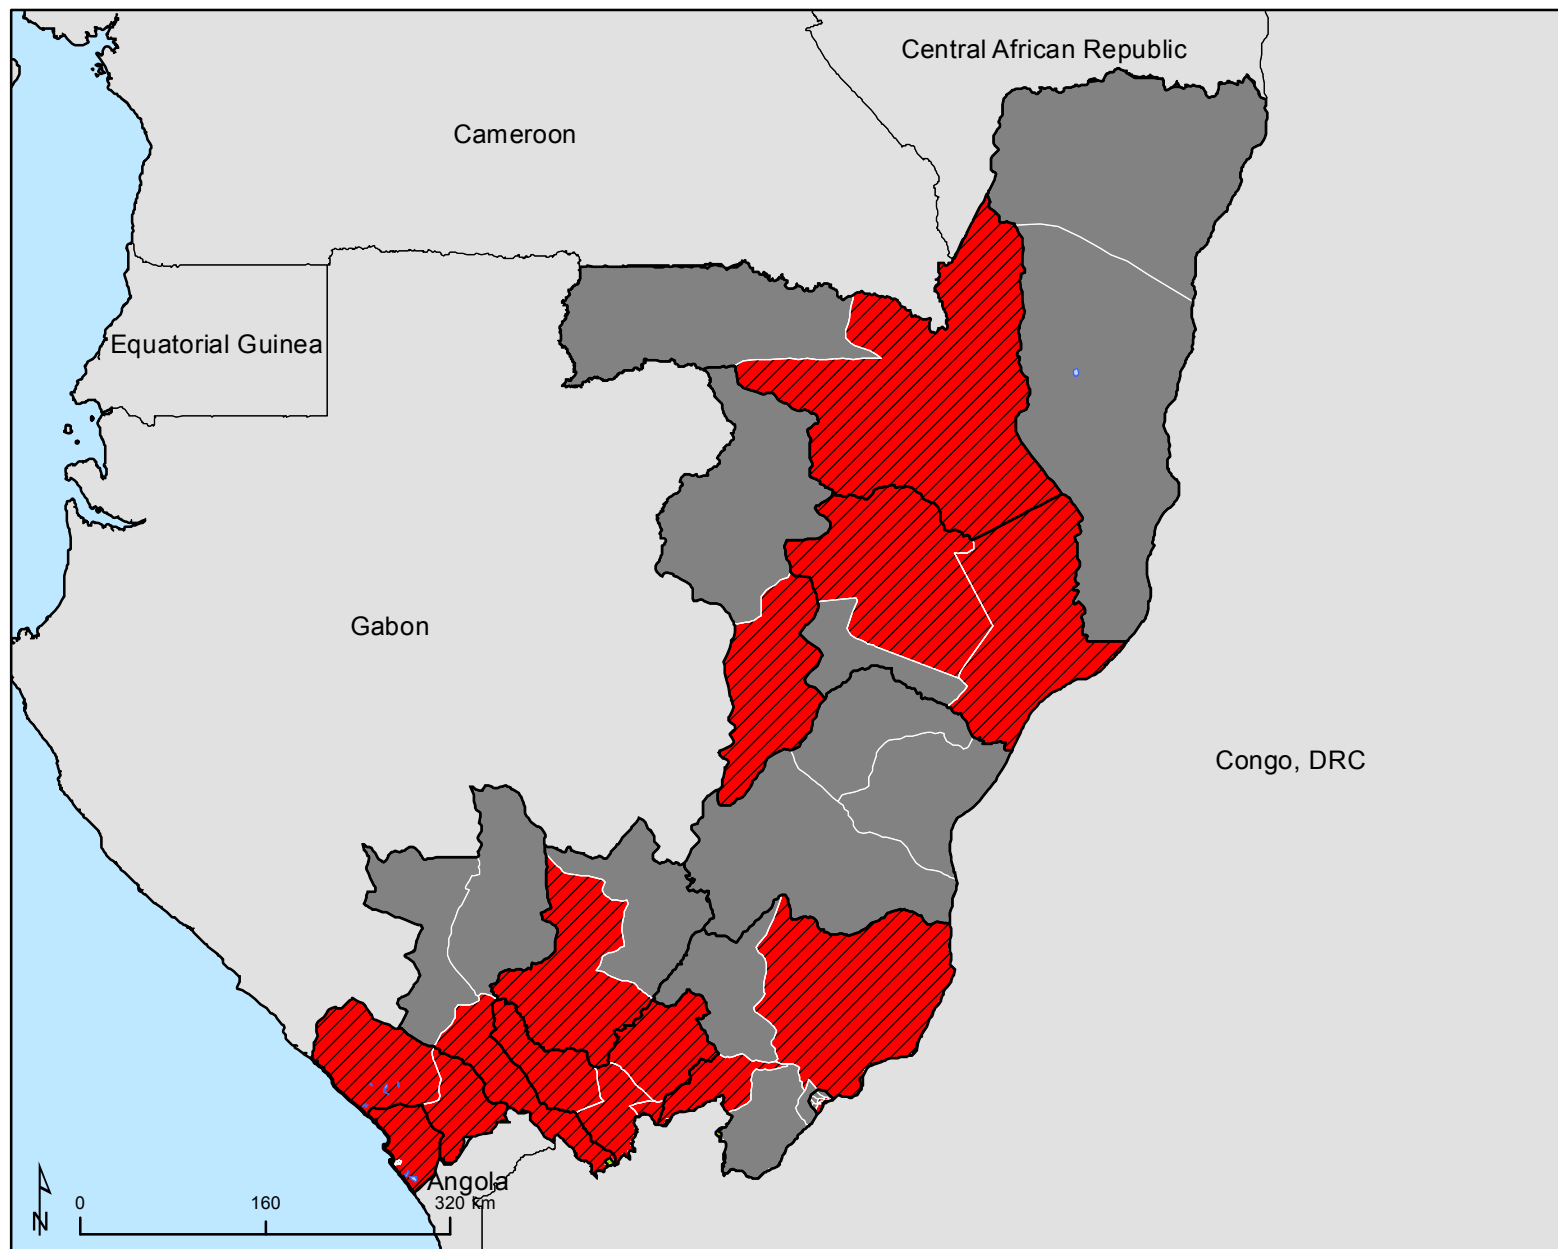 Central African Republic
Cameroon
Equatorial Guinea
Gabon
Congo, DRC
Angola
N
0 160 320 km